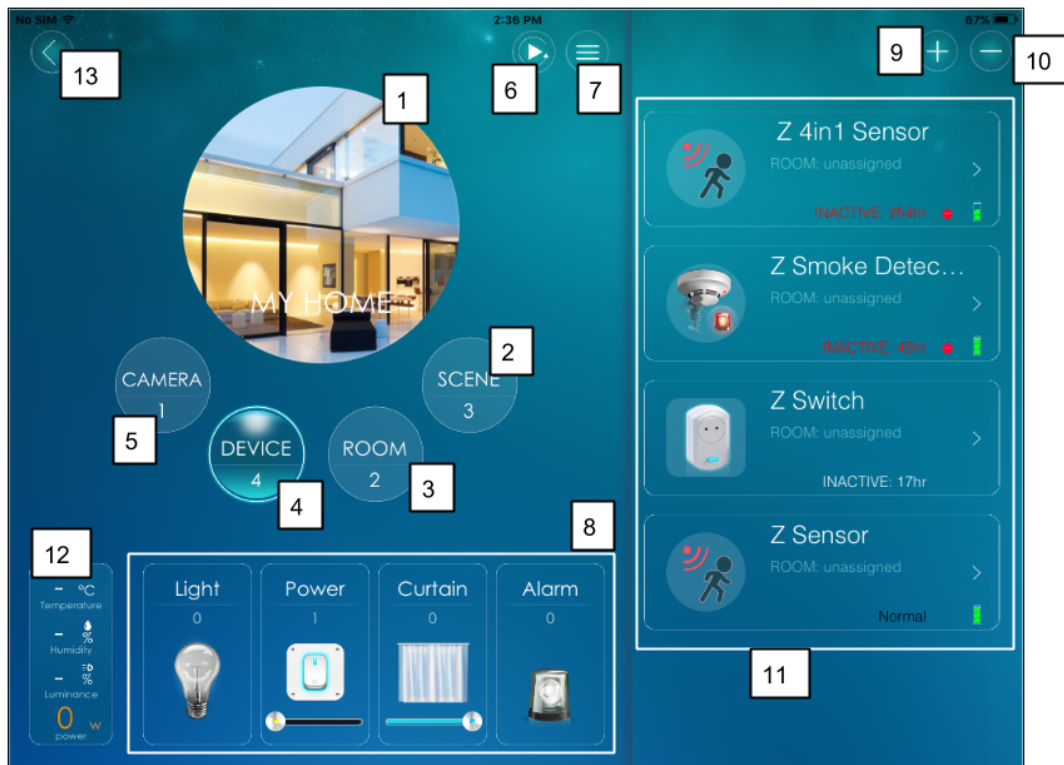 No SIM
2:36 PM
67%
13
6
7
9
10
1
MY HOME
CAMERA
1
5
DEVICE
4
4
ROOM
2
3
SCENE
3
2
8
12
- °C
Temperature
- %
Humidity
- %
Luminance
0 w
power
Light
0
Power
1
Curtain
0
Alarm
0
Z 4in1 Sensor
ROOM: unassigned
INACTIVE: 254hr
Z Smoke Detec...
ROOM: unassigned
INACTIVE: 45hr
Z Switch
ROOM: unassigned
INACTIVE: 17hr
Z Sensor
ROOM: unassigned
Normal
11